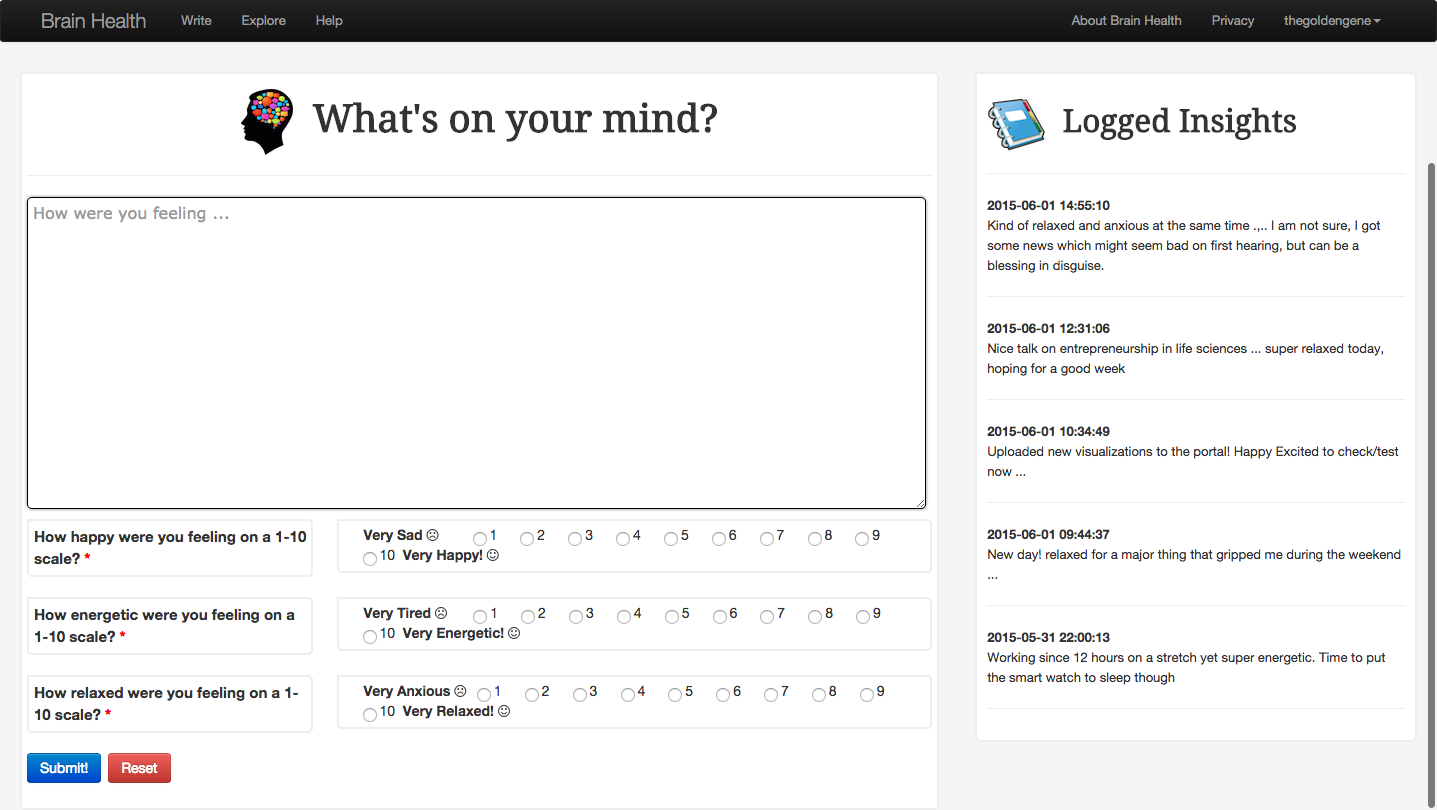 Brain Health Write Explore Help About Brain Health Privacy thegoldengene
What's on your mind?
How were you feeling ...
How happy were you feeling on a 1-10
scale? *
Very Sad ☹ 1 2 3 4 5 6 7 8 9
10 Very Happy! ☺
How energetic were you feeling on a
1-10 scale? *
Very Tired ☹ 1 2 3 4 5 6 7 8 9
10 Very Energetic! ☺
How relaxed were you feeling on a 1-
10 scale? *
Very Anxious ☹ 1 2 3 4 5 6 7 8 9
10 Very Relaxed! ☺
Submit! Reset
Logged Insights
2015-06-01 14:55:10
Kind of relaxed and anxious at the same time .,.. I am not sure, I got
some news which might seem bad on first hearing, but can be a
blessing in disguise.
2015-06-01 12:31:06
Nice talk on entrepreneurship in life sciences ... super relaxed today,
hoping for a good week
2015-06-01 10:34:49
Uploaded new visualizations to the portal! Happy Excited to check/test
now ...
2015-06-01 09:44:37
New day! relaxed for a major thing that gripped me during the weekend
...
2015-05-31 22:00:13
Working since 12 hours on a stretch yet super energetic. Time to put
the smart watch to sleep though